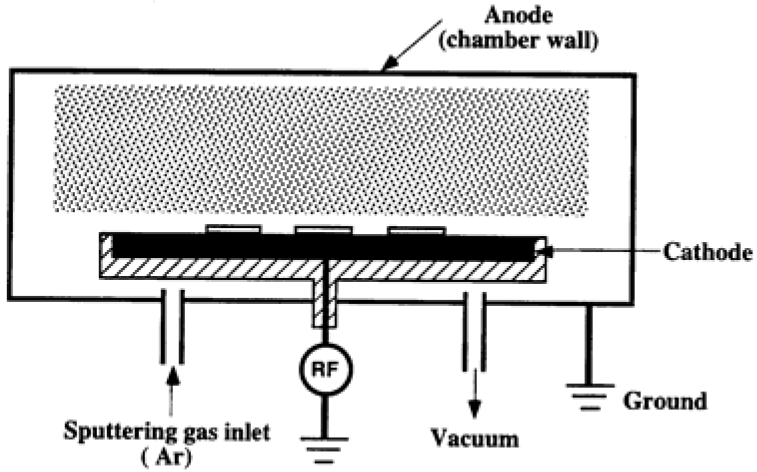 Anode
(chamber wall)
Cathode
RF
Sputtering gas inlet
( Ar)
Vacuum
Ground